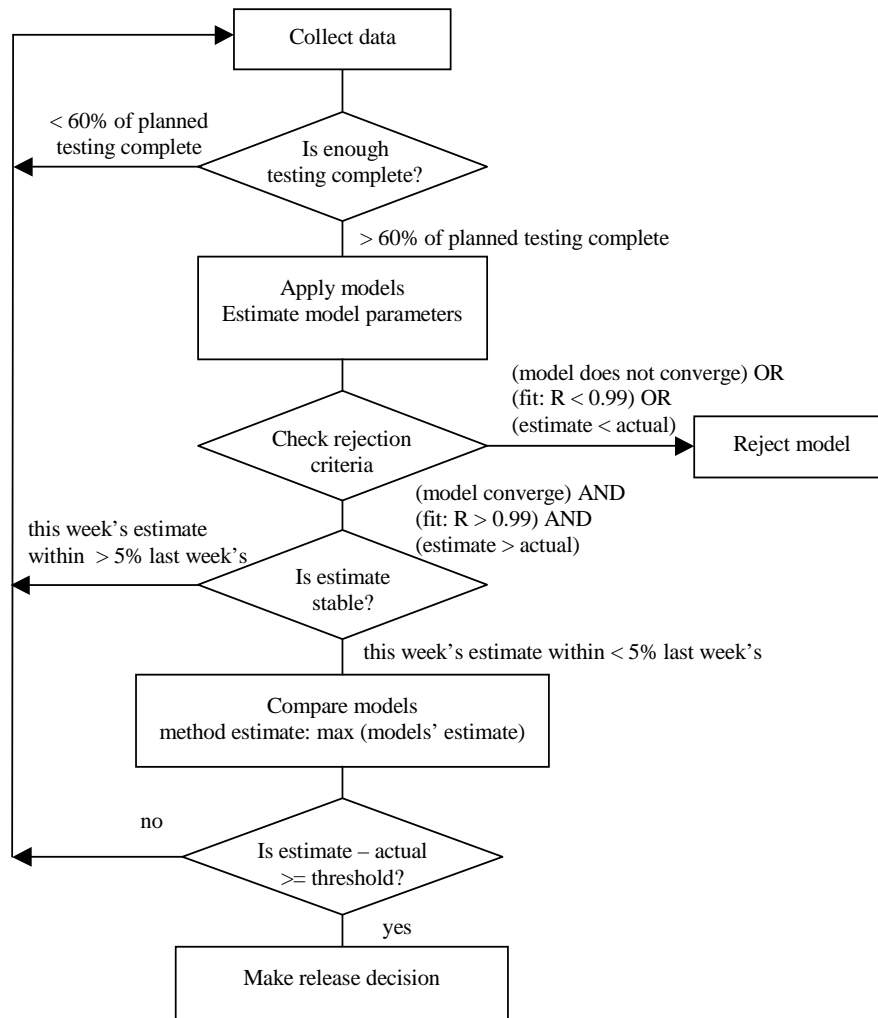 Collect data
< 60% of planned
testing complete
Is enough
testing complete?
> 60% of planned testing complete
Apply models
Estimate model parameters
(model does not converge) OR
(fit: R < 0.99) OR
(estimate < actual)
Check rejection
criteria
Reject model
(model converge) AND
(fit: R > 0.99) AND
(estimate > actual)
this week’s estimate
within > 5% last week’s
Is estimate
stable?
this week’s estimate within < 5% last week’s
Compare models
method estimate: max (models’ estimate)
no
Is estimate – actual
>= threshold?
yes
Make release decision